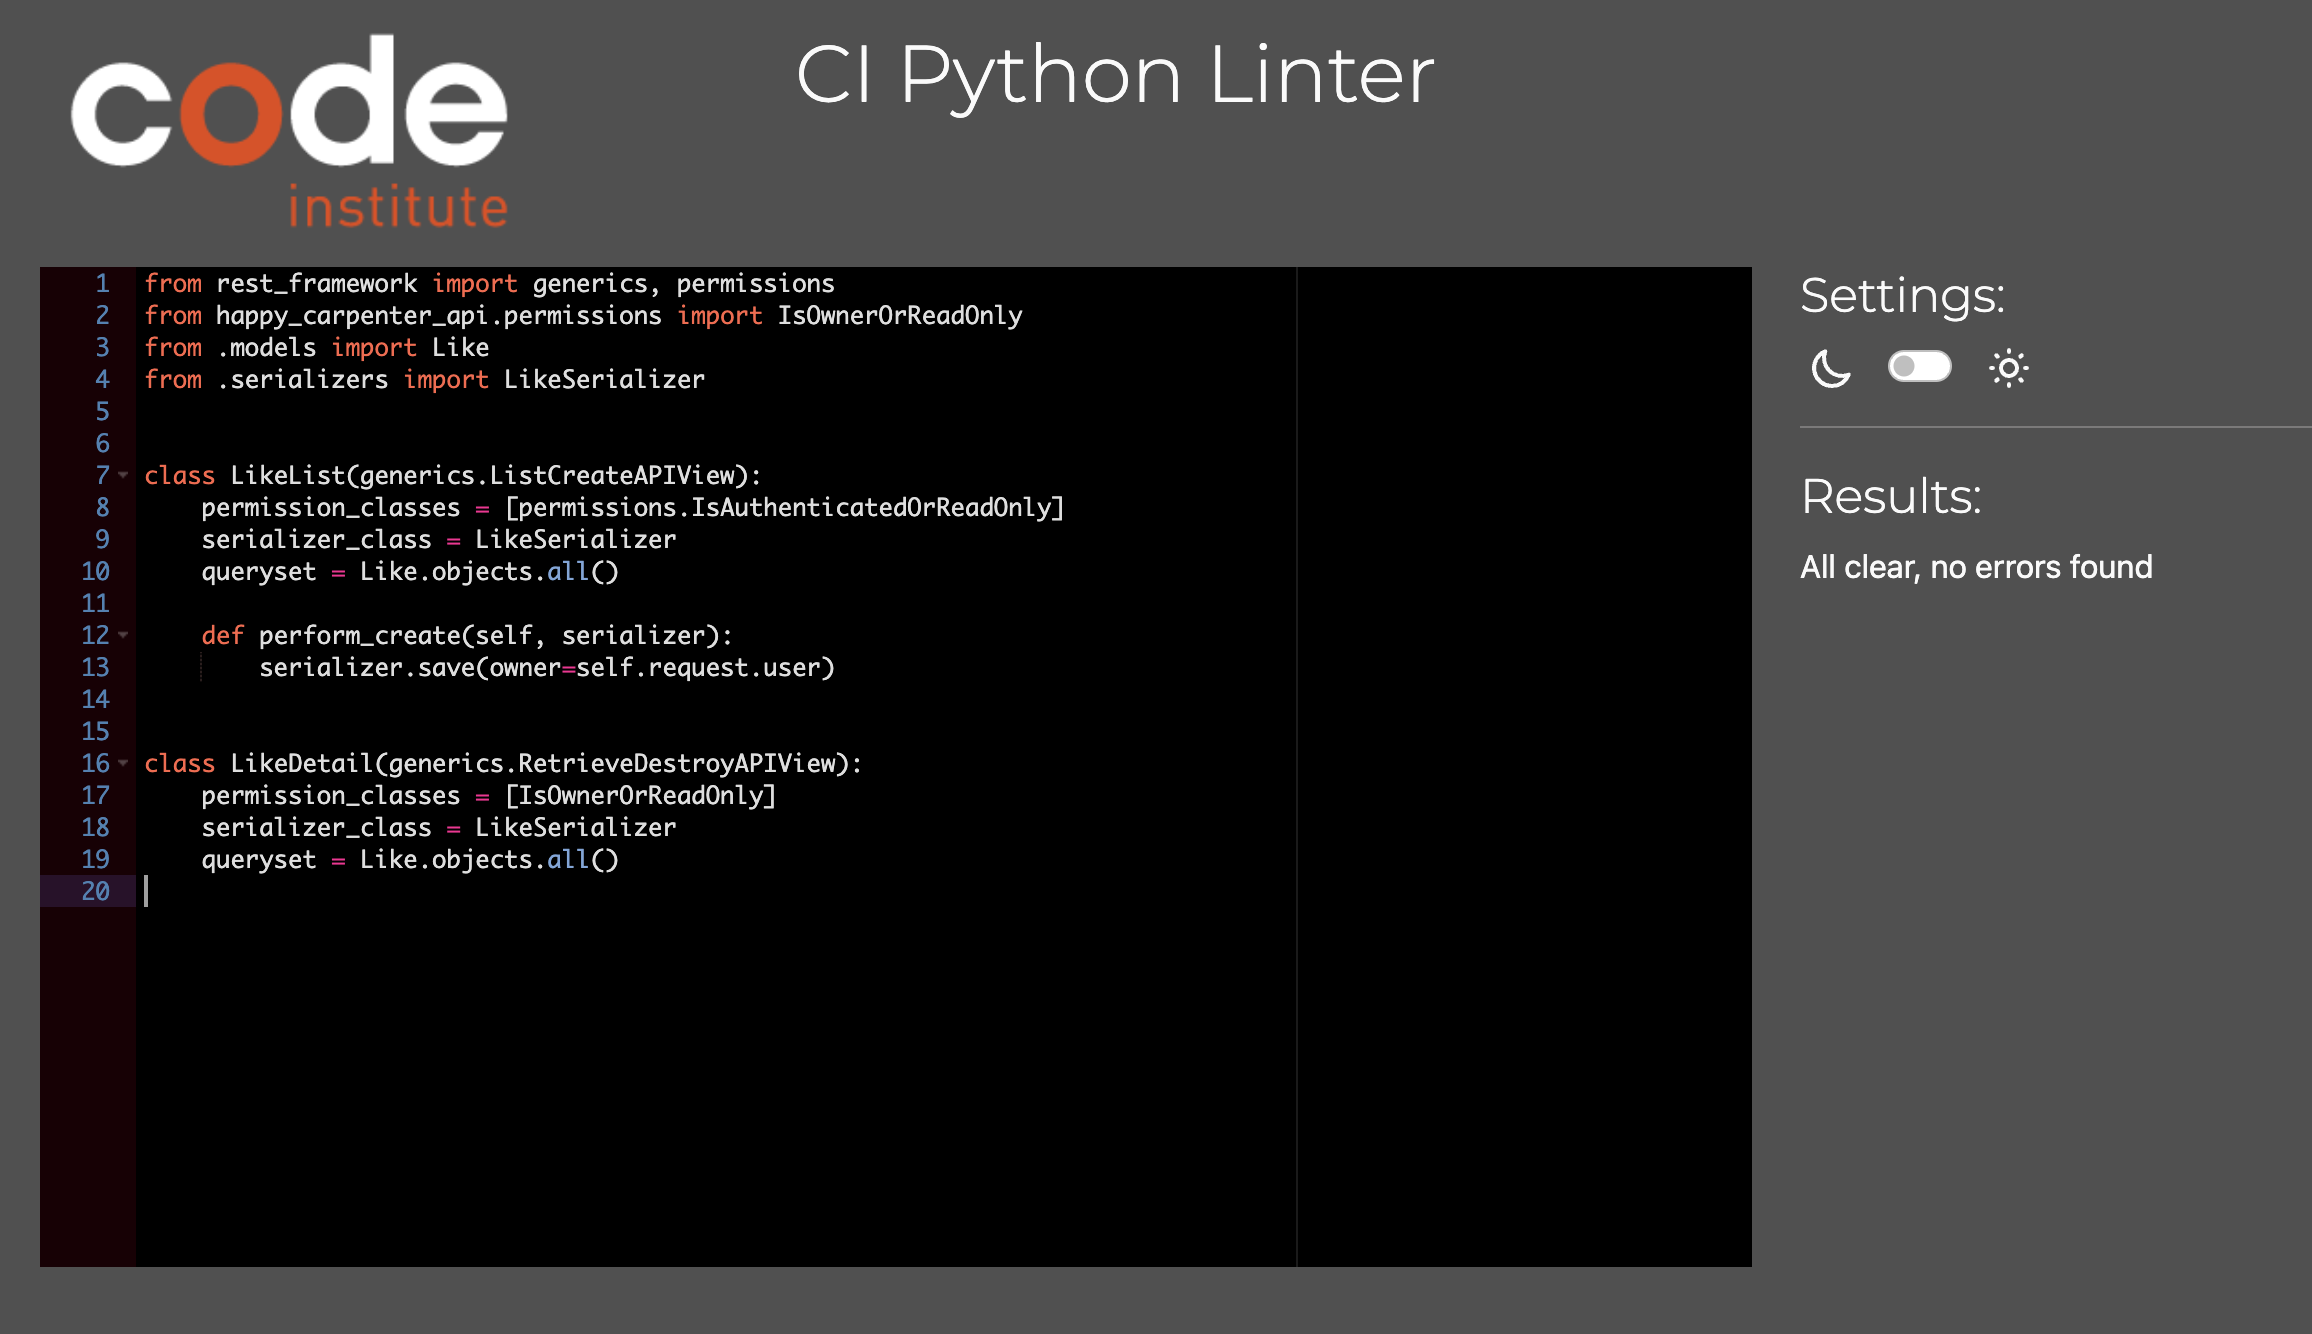 code
institute
CI Python Linter
1 from rest_framework import generics, permissions
2 from happy_carpenter_api.permissions import IsOwnerOrReadOnly
3 from .models import Like
4 from .serializers import LikeSerializer
5
6
7 class LikeList(generics.ListCreateAPIView):
8     permission_classes = [permissions.IsAuthenticatedOrReadOnly]
9     serializer_class = LikeSerializer
10     queryset = Like.objects.all()
11
12     def perform_create(self, serializer):
13         serializer.save(owner=self.request.user)
14
15
16 class LikeDetail(generics.RetrieveDestroyAPIView):
17     permission_classes = [IsOwnerOrReadOnly]
18     serializer_class = LikeSerializer
19     queryset = Like.objects.all()
20
Settings:
Results:
All clear, no errors found